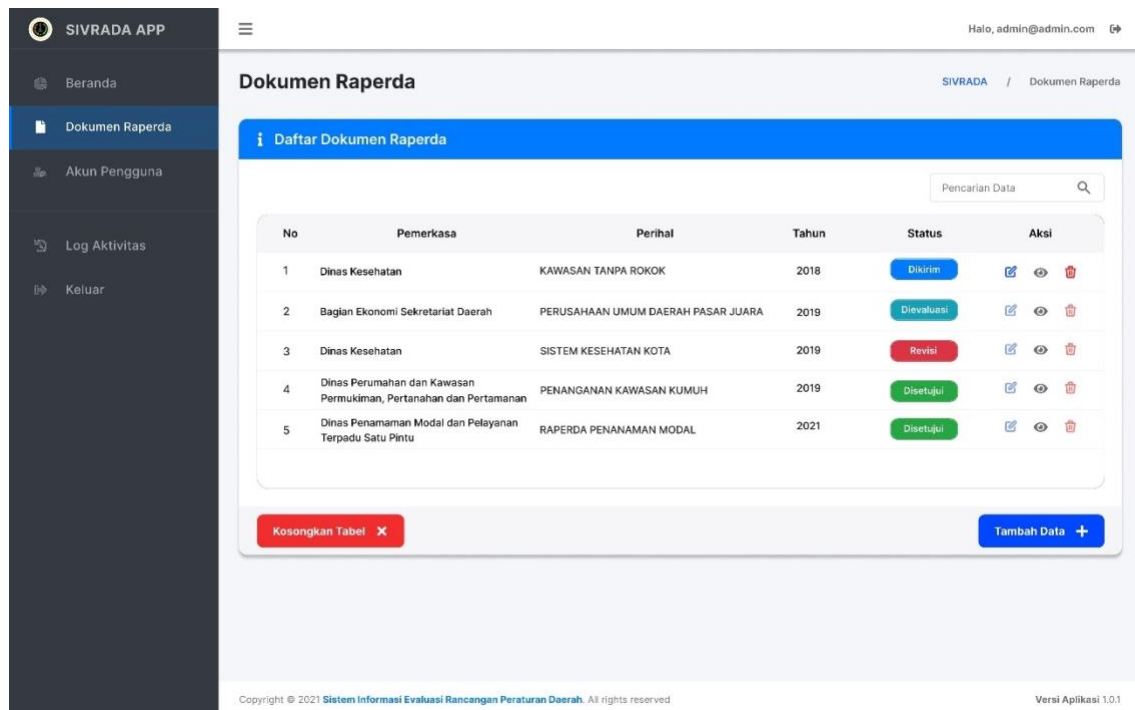 SIVRADA APP
Halo, admin@admin.com
Beranda
Dokumen Raperda
Akun Pengguna
Log Aktivitas
Keluar
Dokumen Raperda
SIVRADA / Dokumen Raperda
i Daftar Dokumen Raperda
Pencarian Data
No Pemerkasa Perihal Tahun Status Aksi
1 Dinas Kesehatan KAWASAN TANPA ROKOK 2018 Dikirim
2 Bagian Ekonomi Sekretariat Daerah PERUSAHAAN UMUM DAERAH PASAR JUARA 2019 Dievaluasi
3 Dinas Kesehatan SISTEM KESEHATAN KOTA 2019 Revisi
4 Dinas Perumahan dan Kawasan
Permukiman, Pertanahan dan Pertamanan PENANGANAN KAWASAN KUMUH 2019 Disetujui
5 Dinas Penamaman Modal dan Pelayanan
Terpadu Satu Pintu RAPERDA PENANAMAN MODAL 2021 Disetujui
Kosongkan Tabel
Tambah Data
Copyright © 2021 Sistem Informasi Evaluasi Rancangan Peraturan Daerah. All rights reserved
Versi Aplikasi 1.0.1